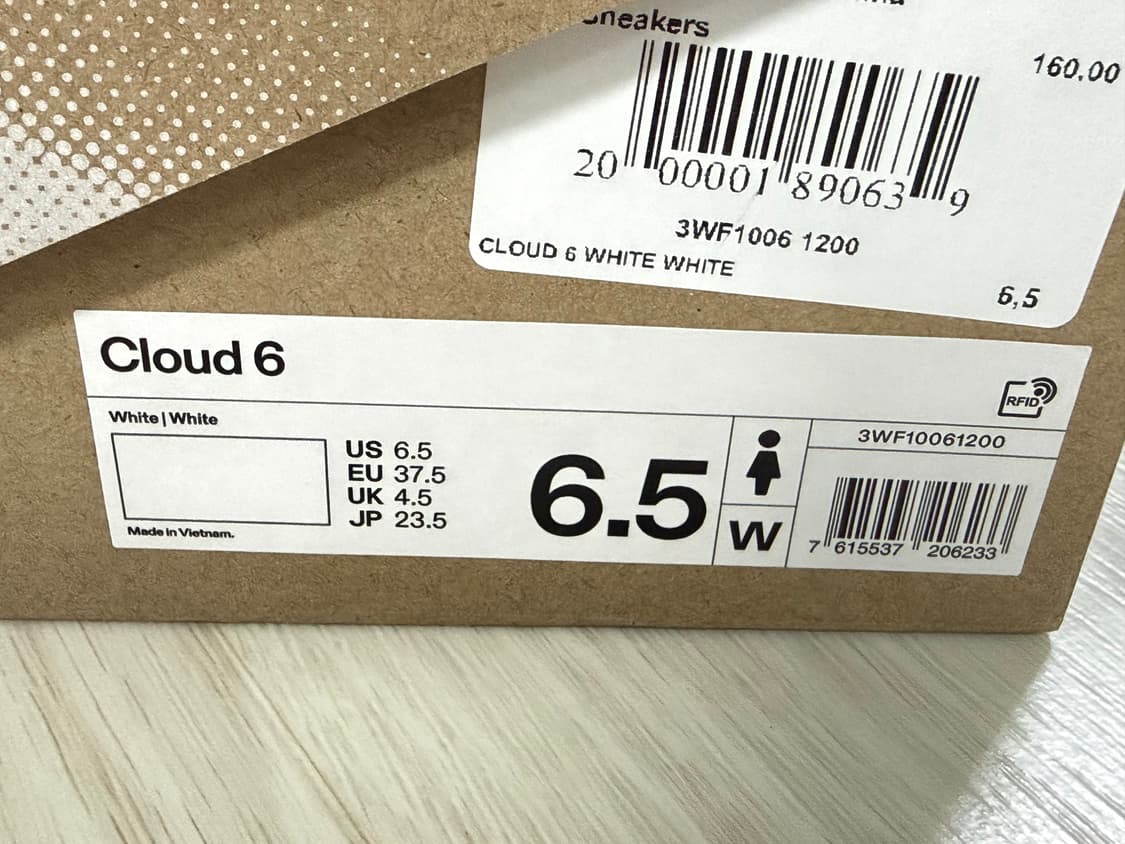 Sneakers
160.00
20 00001 89063 9
3WF1006 1200
CLOUD 6 WHITE WHITE
6,5
Cloud 6
RFID
White | White
US 6.5
EU 37.5
UK 4.5
JP 23.5
Made in Vietnam.
6.5
W
3WF10061200
7 615537 206233